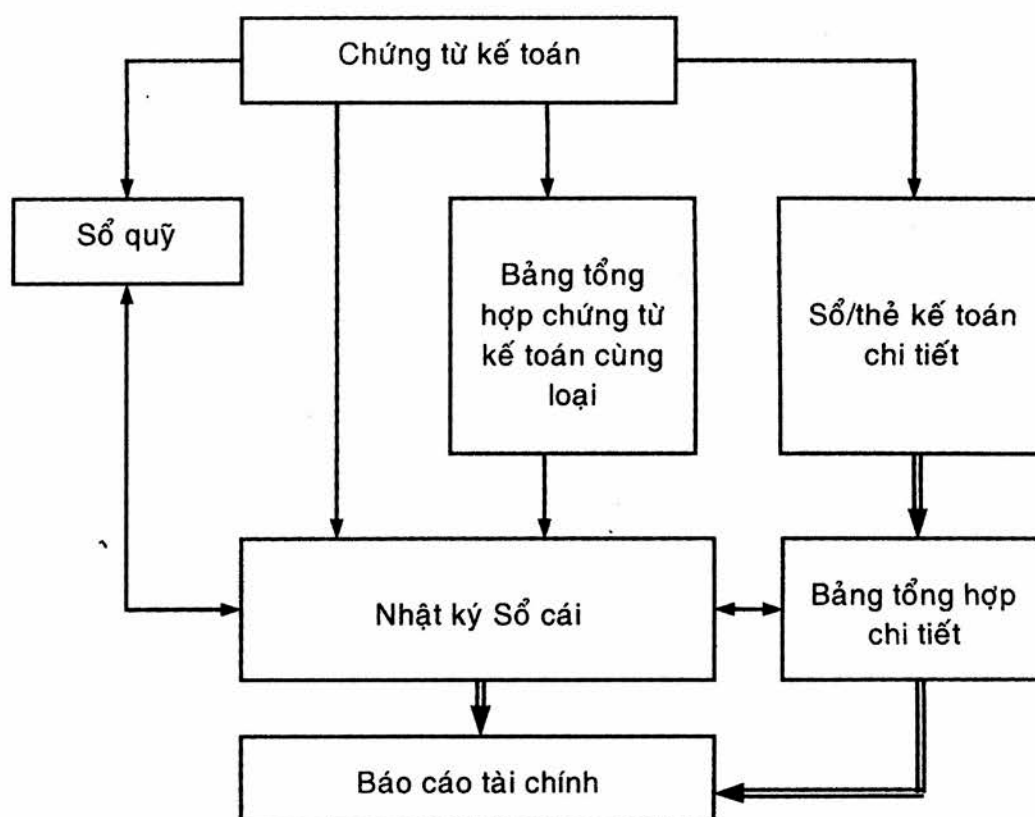 Chứng từ kế toán
Sổ quỹ
Bảng tổng
hợp chứng từ
kế toán cùng
loại
Sổ/thẻ kế toán
chi tiết
Nhật ký Sổ cái
Bảng tổng hợp
chi tiết
Báo cáo tài chính